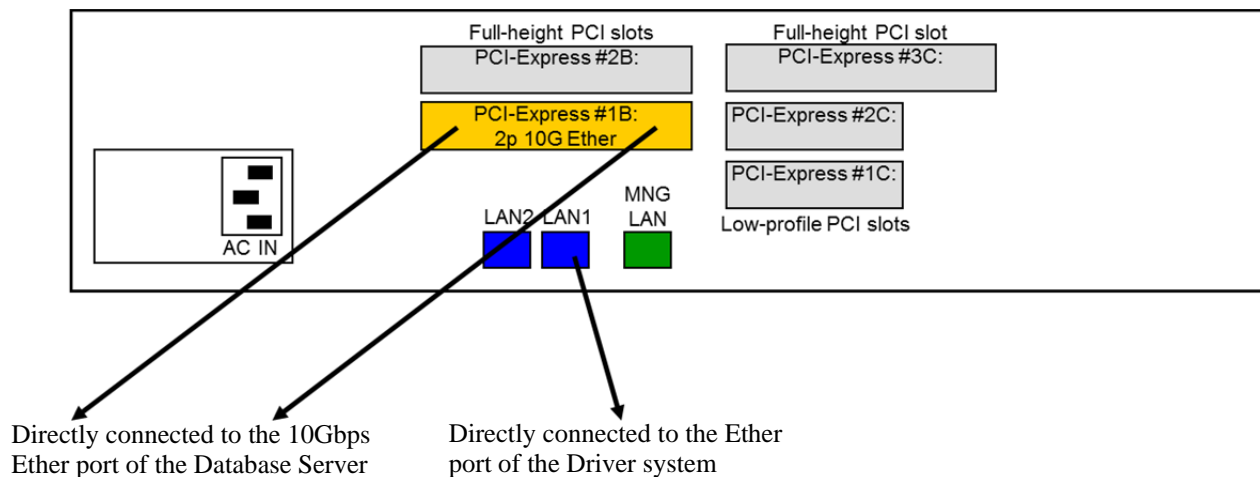 Full-height PCI slots
PCI-Express #2B:
PCI-Express #1B:
2p 10G Ether
Full-height PCI slot
PCI-Express #3C:
PCI-Express #2C:
PCI-Express #1C:
Low-profile PCI slots
AC IN
LAN2 LAN1
MNG
LAN
Directly connected to the 10Gbps
Ether port of the Database Server
Directly connected to the Ether
port of the Driver system